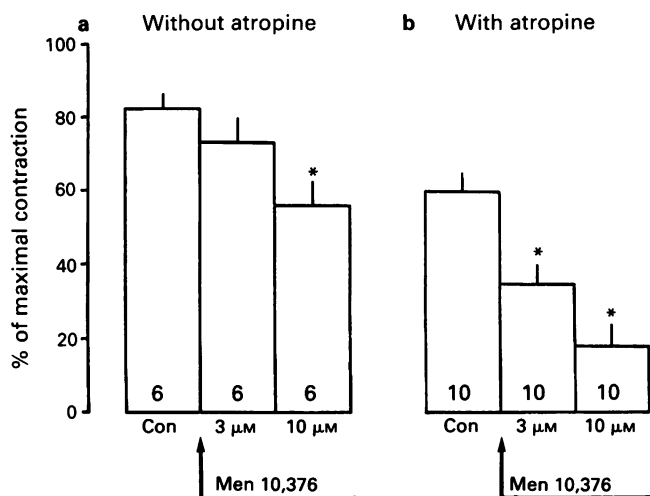 a Without atropine
b With atropine
% of maximal contraction
100
80
60
40
20
0
*
6 6 6
Con 3 μM 10 μM
Men 10,376
* *
10 10 10
Con 3 μM 10 μM
Men 10,376